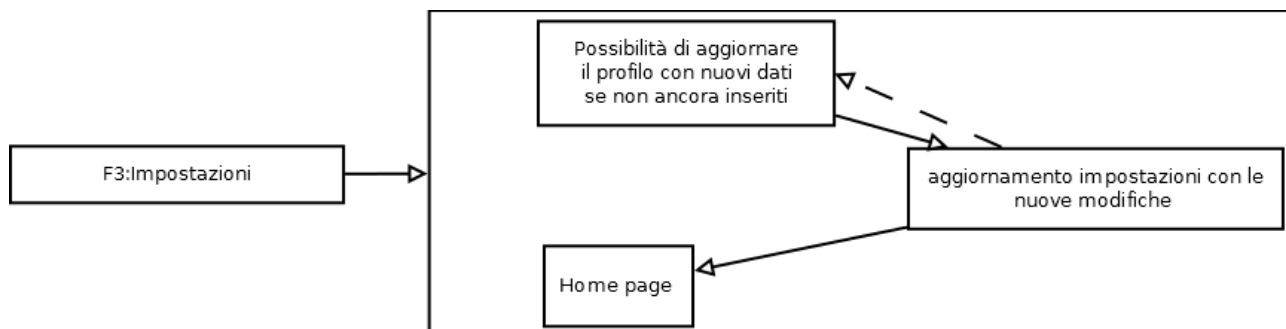 Possibilità di aggiornare
il profilo con nuovi dati
se non ancora inseriti
F3:Impostazioni
aggiornamento impostazioni con le
nuove modifiche
Home page